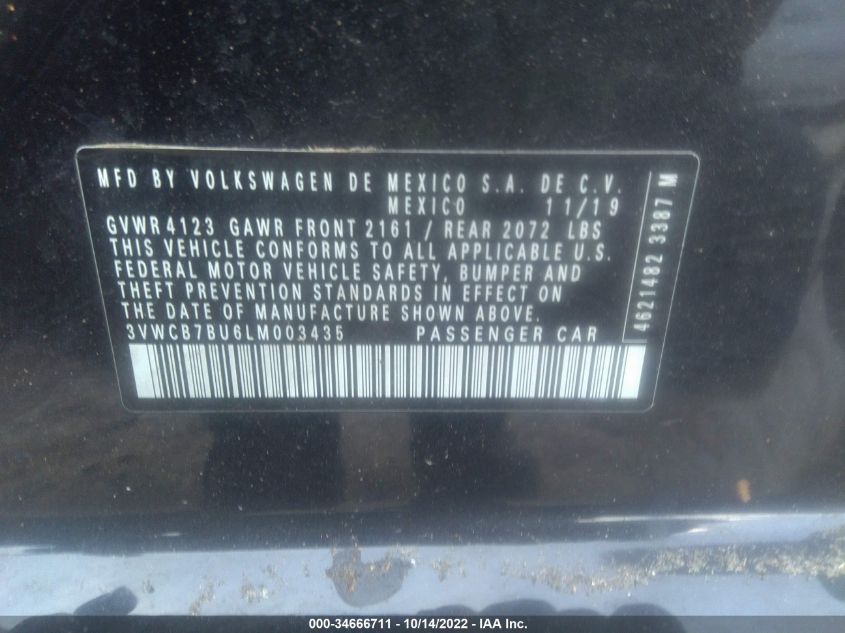 MFD BY VOLKSWAGEN DE MEXICO S.A. DE C.V.
MEXICO 11/19
GVWR 4123 GAWR FRONT 2161 / REAR 2072 LBS
THIS VEHICLE CONFORMS TO ALL APPLICABLE U.S.
FEDERAL MOTOR VEHICLE SAFETY, BUMPER AND
THEFT PREVENTION STANDARDS IN EFFECT ON
THE DATE OF MANUFACTURE SHOWN ABOVE.
3VWCB7BU6LM003435 PASSENGER CAR
4621482 3387 M
000-34666711 - 10/14/2022 - IAA Inc.